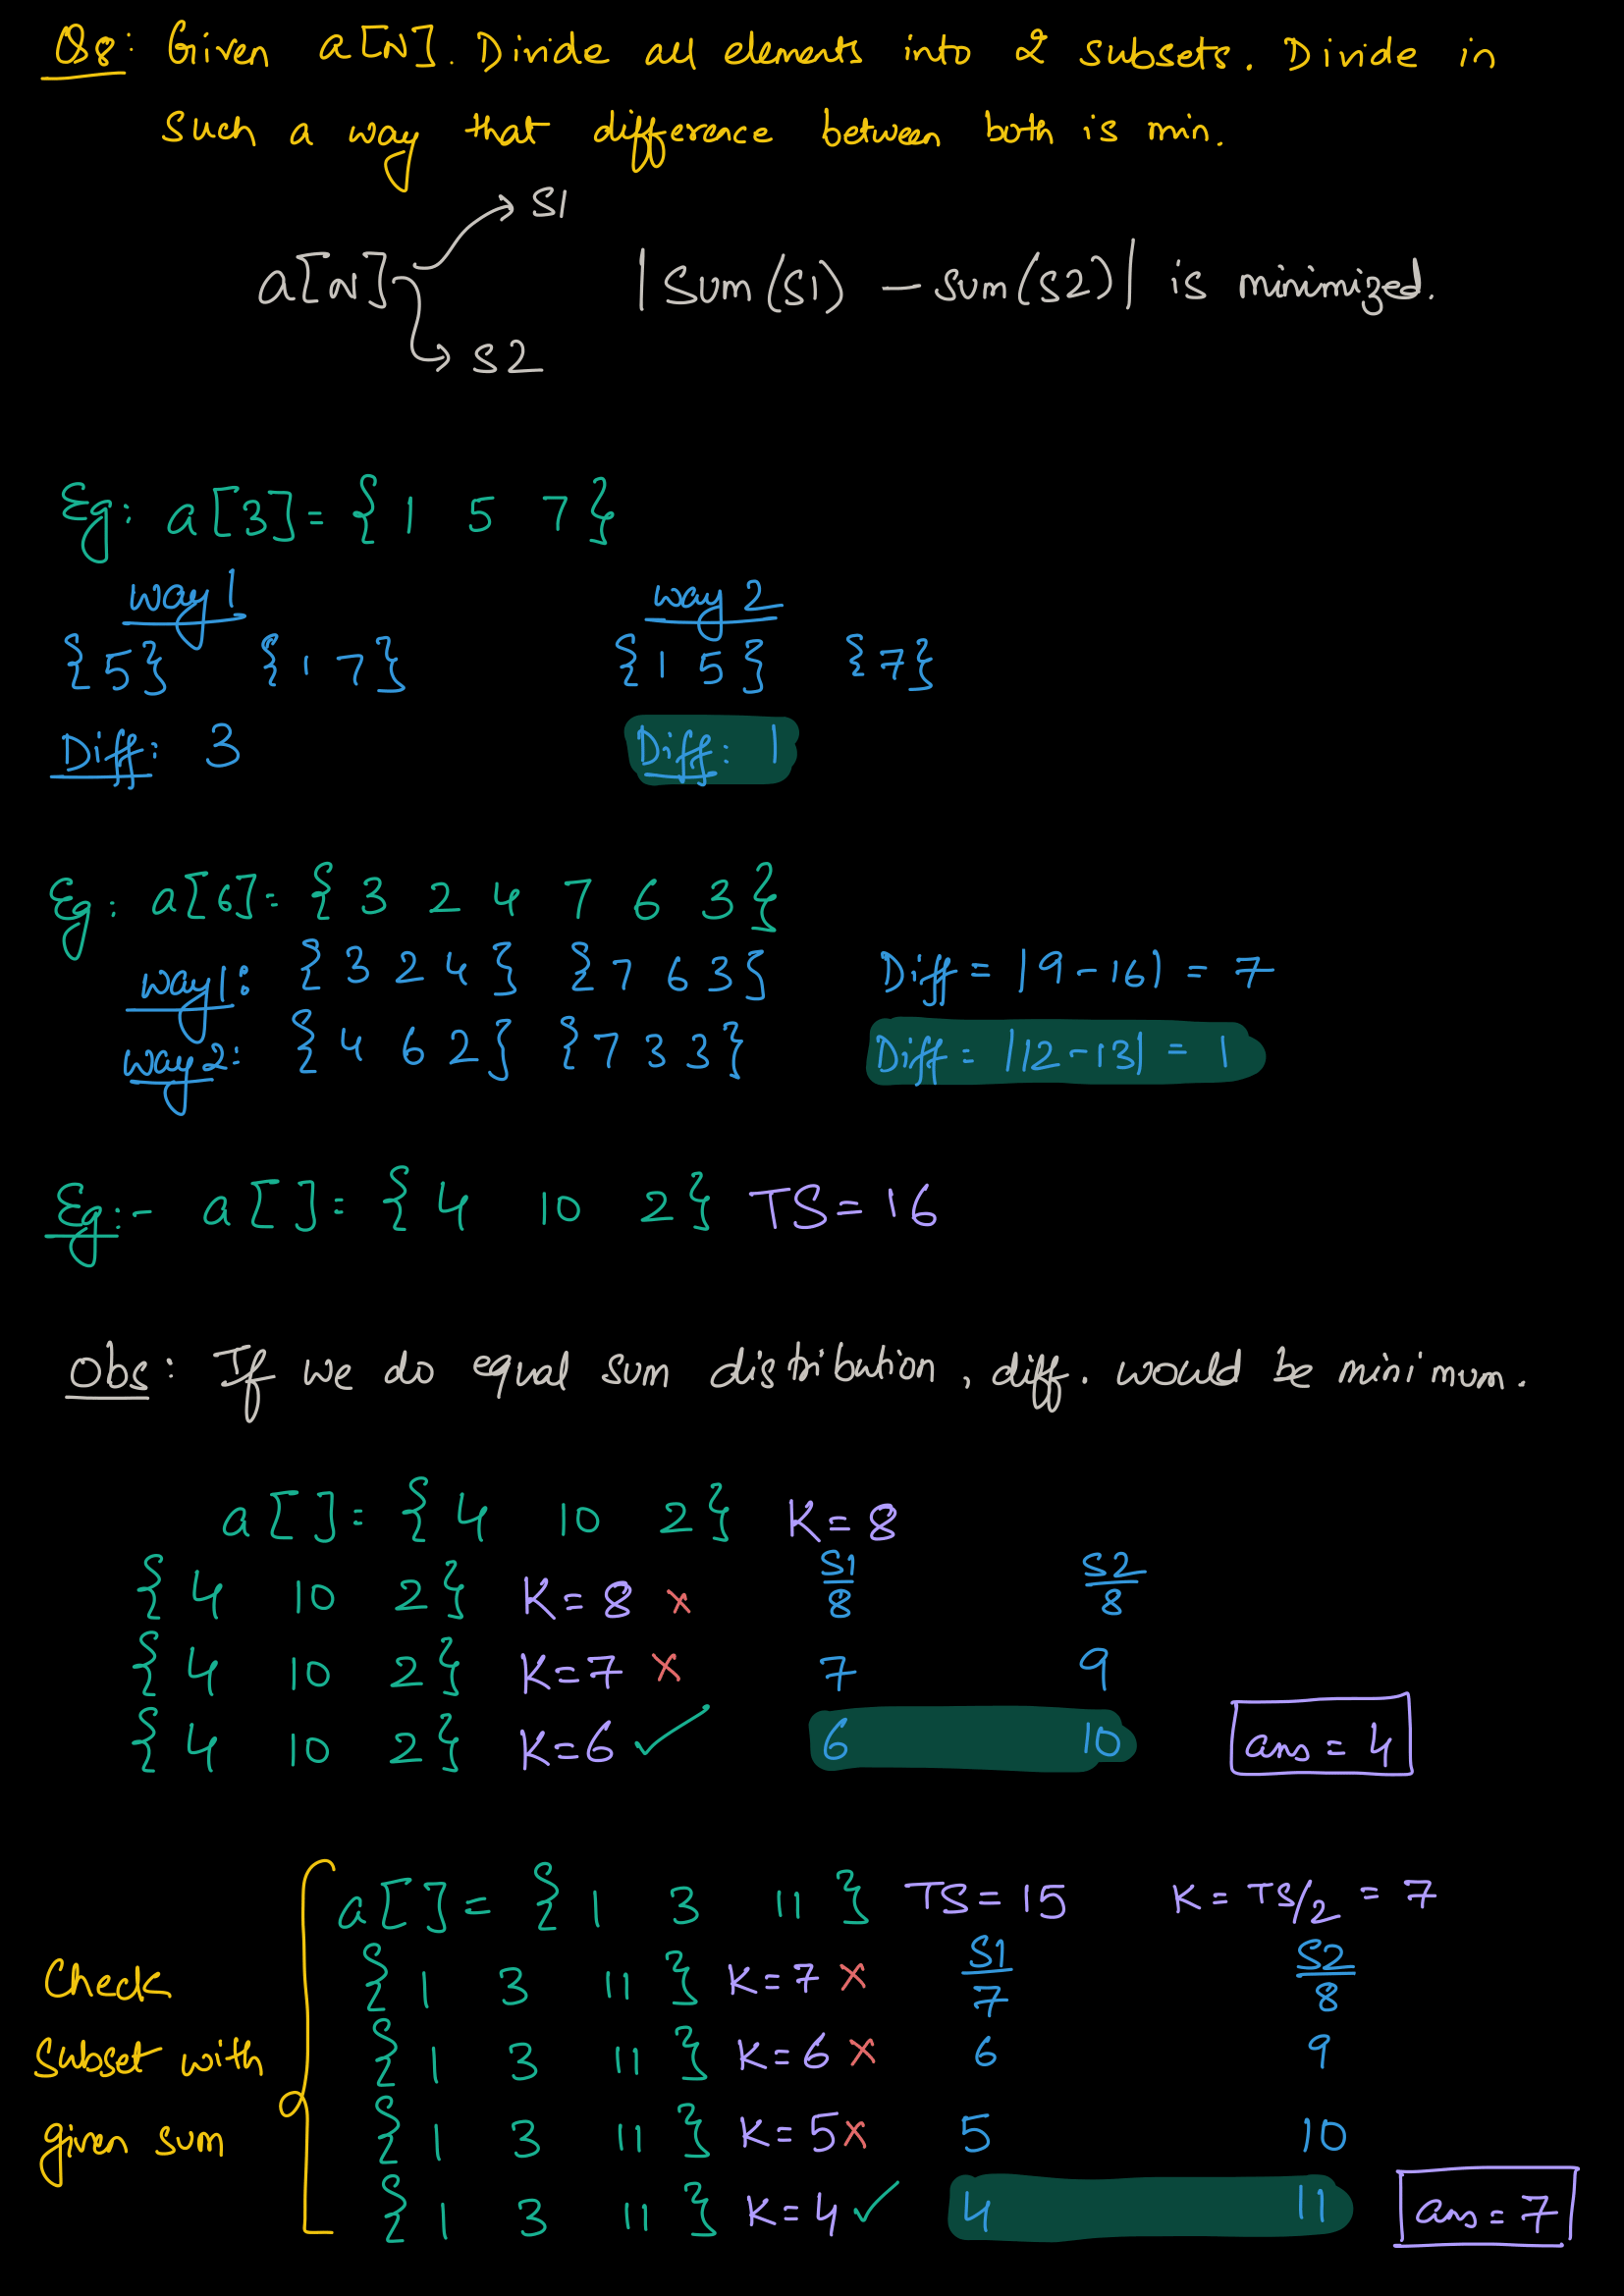 Q8: Given a[N]. Divide all elements into 2 subsets. Divide in
such a way that difference between both is min.
→ S1
a[N] |sum(S1) - sum(S2)| is minimized.
→ S2
Eg: a[3]= { 1 5 7 }
way 1 way 2
{5} {1 7} {1 5} {7}
Diff: 3 Diff: 1
Eg: a[6]= { 3 2 4 7 6 3 }
way1: { 3 2 4 } { 7 6 3 } Diff = |9-16| = 7
way2: { 4 6 2 } { 7 3 3 } Diff = |12-13| = 1
Eg:- a[ ]= { 4 10 2 } TS = 16
Obs: If we do equal sum distribution, diff. would be minimum.
a[ ]= { 4 10 2 } K = 8
S1 S2
{ 4 10 2 } K = 8 × 8 8
{ 4 10 2 } K = 7 × 7 9
{ 4 10 2 } K = 6 ✓ 6 10 ans = 4
a[ ] = { 1 3 11 } TS = 15 K = TS/2 = 7
S1 S2
Check { 1 3 11 } K = 7 × 7 8
subset with { 1 3 11 } K = 6 × 6 9
given sum { 1 3 11 } K = 5 × 5 10
{ 1 3 11 } K = 4 ✓ 4 11 ans = 7